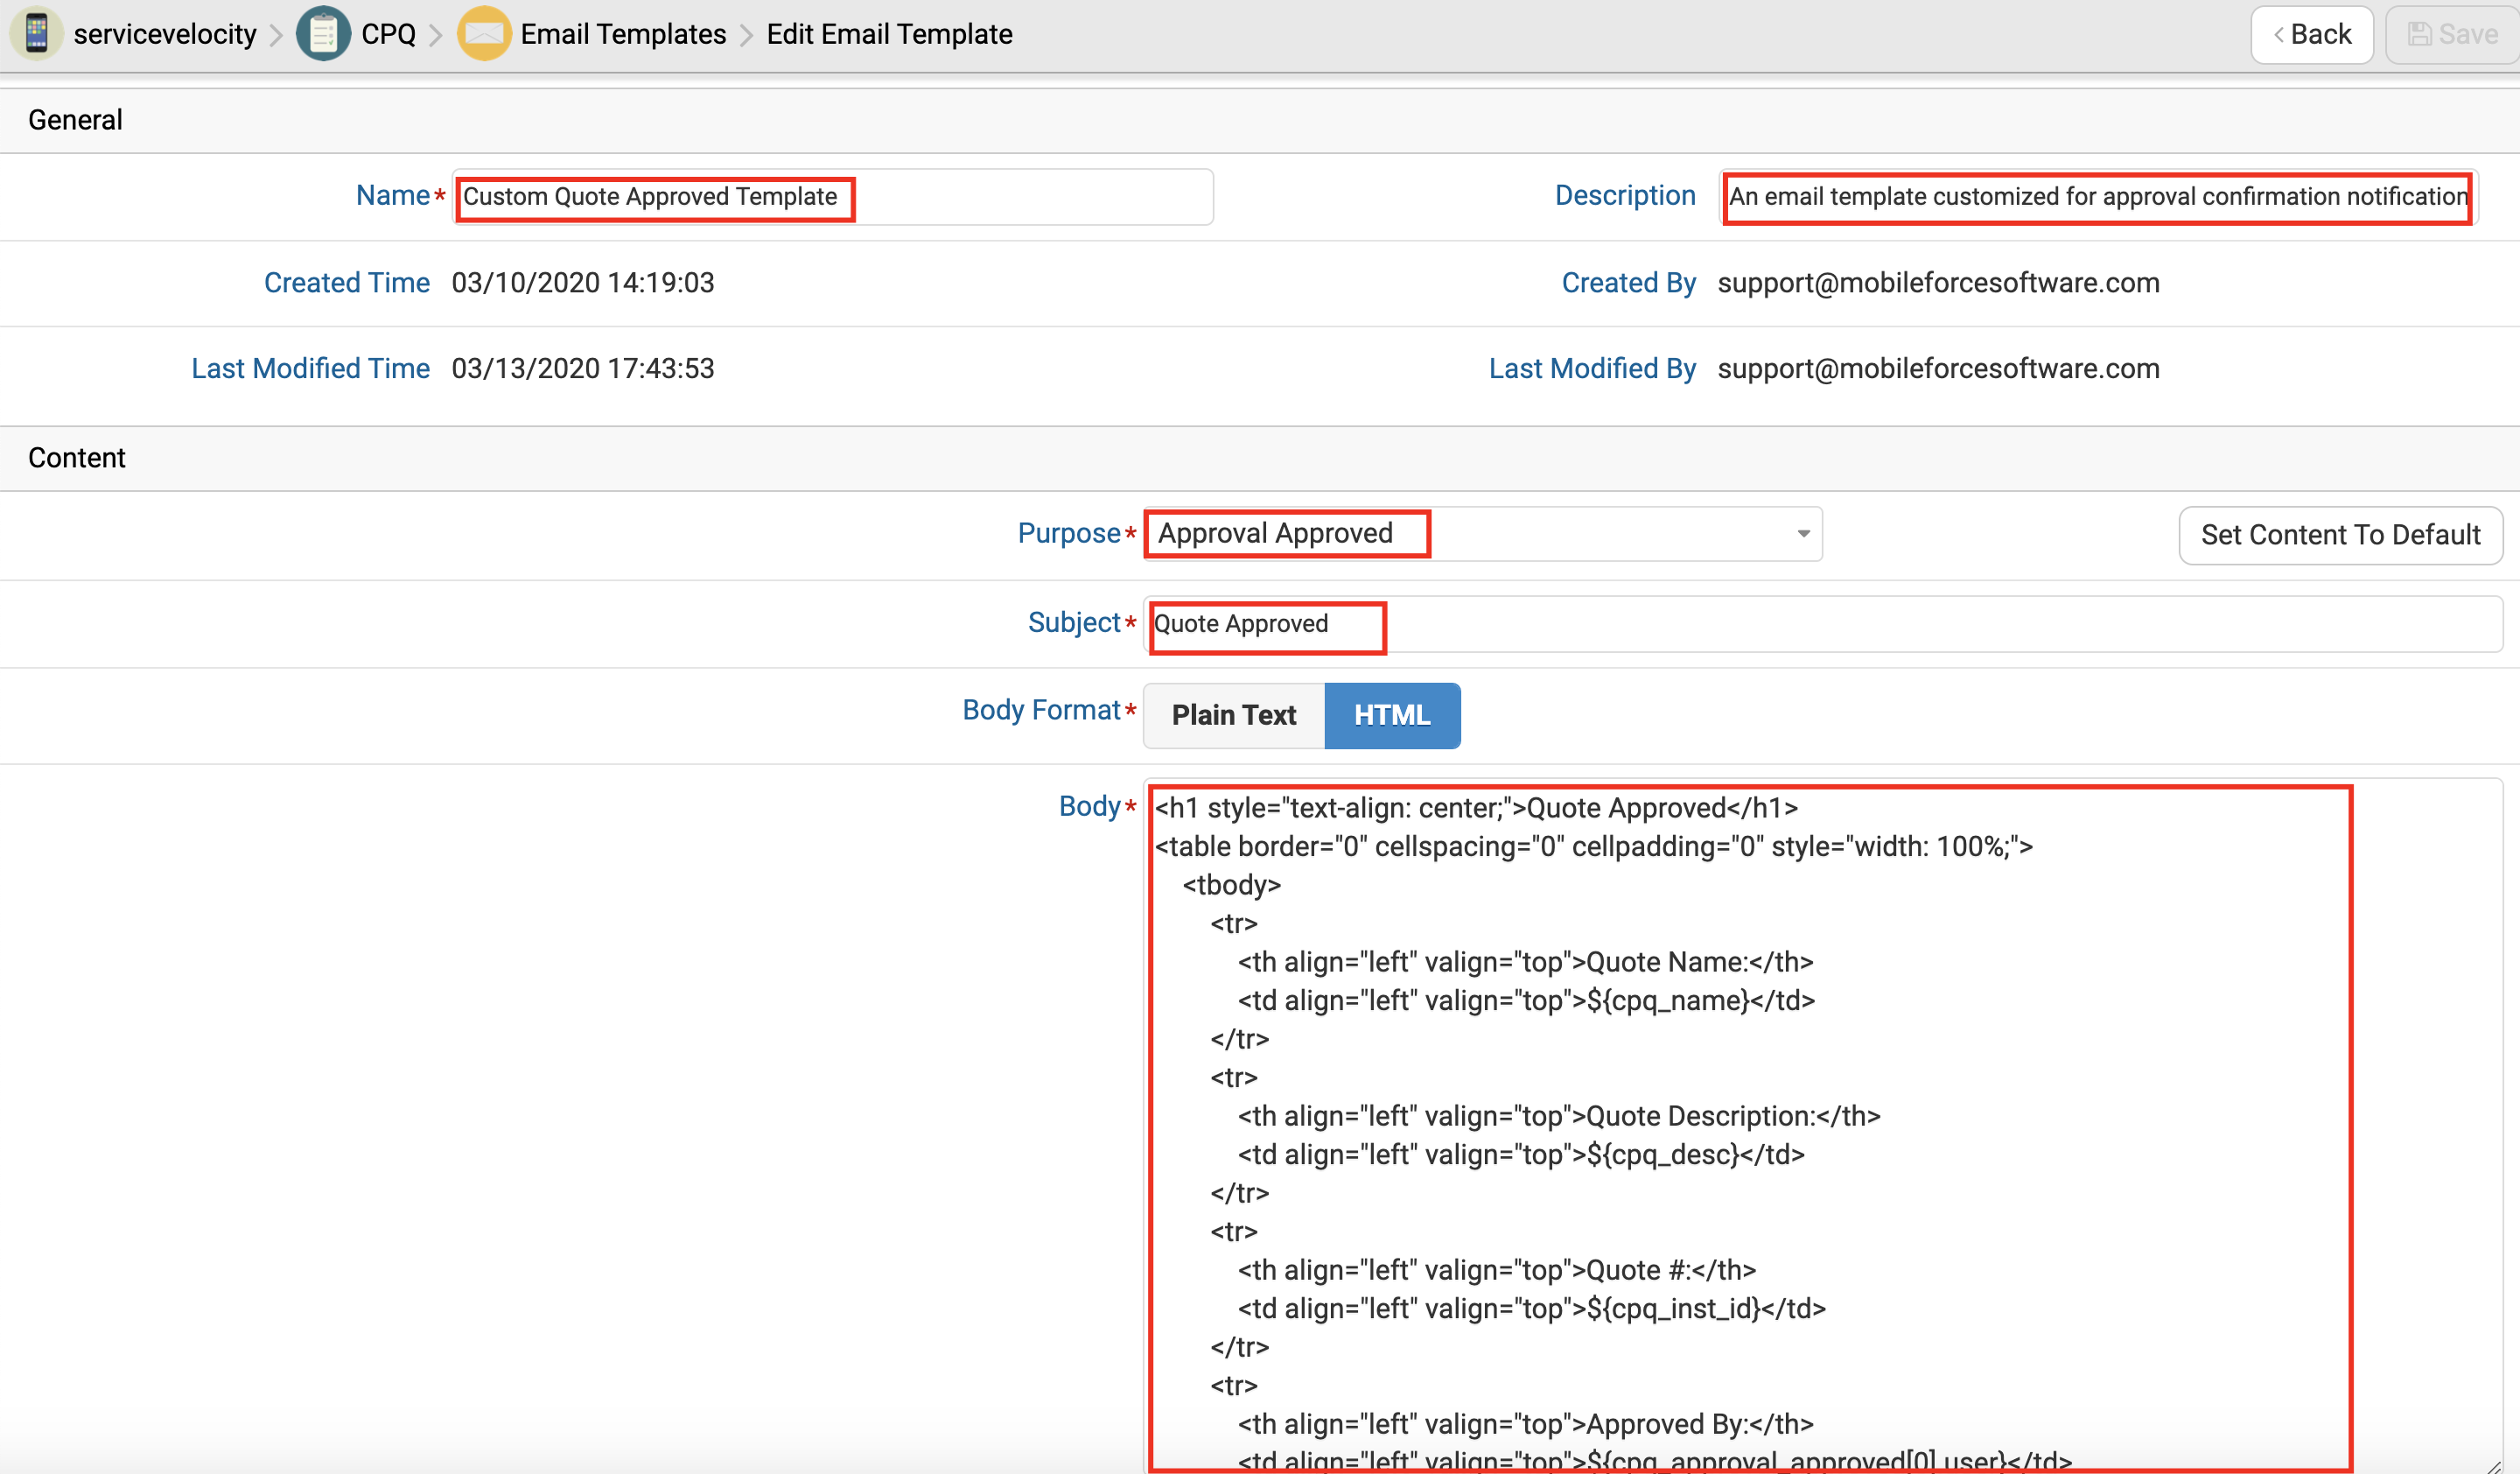 servicevelocity > CPQ > Email Templates > Edit Email Template < Back Save
General
Name* Custom Quote Approved Template Description An email template customized for approval confirmation notification
Created Time 03/10/2020 14:19:03 Created By support@mobileforcesoftware.com
Last Modified Time 03/13/2020 17:43:53 Last Modified By support@mobileforcesoftware.com
Content
Purpose* Approval Approved Set Content To Default
Subject* Quote Approved
Body Format* Plain Text HTML
Body* <h1 style="text-align: center;">Quote Approved</h1>
<table border="0" cellspacing="0" cellpadding="0" style="width: 100%;">
<tbody>
<tr>
<th align="left" valign="top">Quote Name:</th>
<td align="left" valign="top">${cpq_name}</td>
</tr>
<tr>
<th align="left" valign="top">Quote Description:</th>
<td align="left" valign="top">${cpq_desc}</td>
</tr>
<tr>
<th align="left" valign="top">Quote #:</th>
<td align="left" valign="top">${cpq_inst_id}</td>
</tr>
<tr>
<th align="left" valign="top">Approved By:</th>
<td align="left" valign="top">${cpq_approval_approved[0].user}</td>